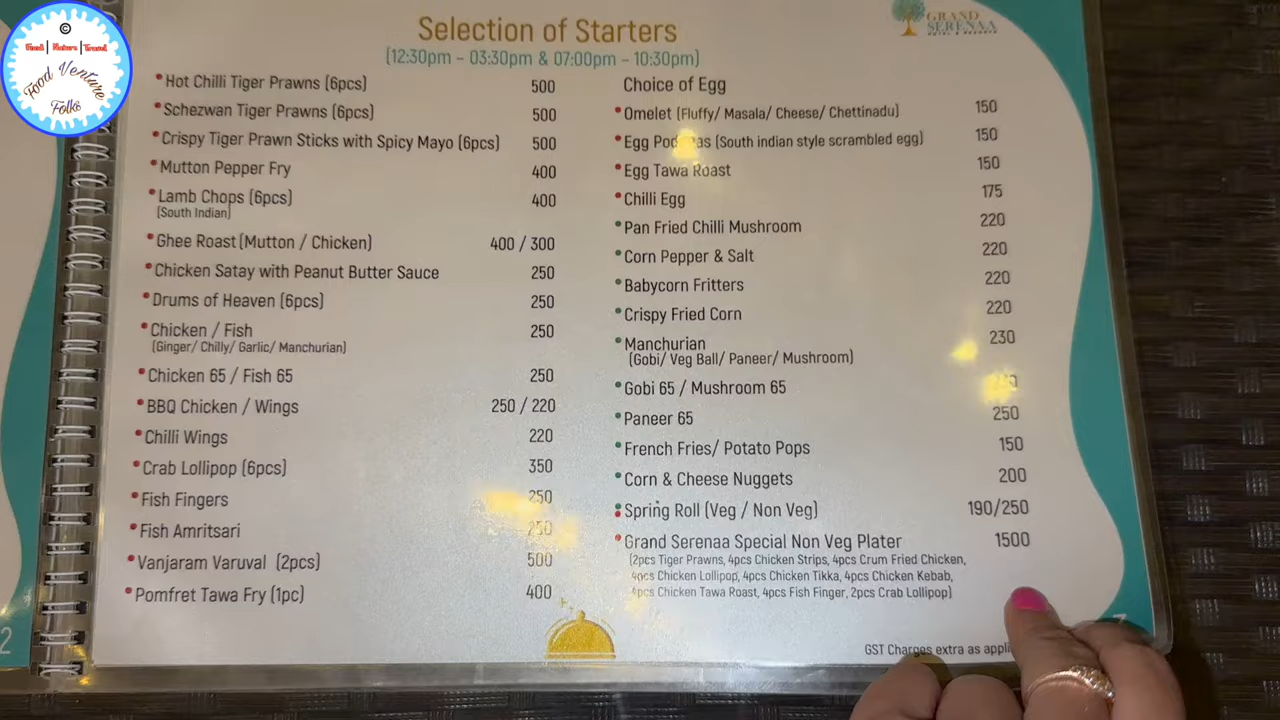 ©
Food | Nature | Travel
Food Venture
Folks
GRAND
SERENAA
Selection of Starters
(12:30pm - 03:30pm & 07:00pm - 10:30pm)
Hot Chilli Tiger Prawns (6pcs) 500
Schezwan Tiger Prawns (6pcs) 500
Crispy Tiger Prawn Sticks with Spicy Mayo (6pcs) 500
Mutton Pepper Fry 400
Lamb Chops (6pcs) 400
(South Indian)
Ghee Roast (Mutton / Chicken) 400 / 300
Chicken Satay with Peanut Butter Sauce 250
Drums of Heaven (6pcs) 250
Chicken / Fish 250
(Ginger/ Chilly/ Garlic/ Manchurian)
Chicken 65 / Fish 65 250
BBQ Chicken / Wings 250 / 220
Chilli Wings 220
Crab Lollipop (6pcs) 350
Fish Fingers 250
Fish Amritsari 250
Vanjaram Varuval (2pcs) 500
Pomfret Tawa Fry (1pc) 400
Choice of Egg
Omelet (Fluffy/ Masala/ Cheese/ Chettinadu) 150
Egg (South indian style scrambled egg) 150
Egg Tawa Roast 150
Chilli Egg 175
Pan Fried Chilli Mushroom 220
Corn Pepper & Salt 220
Babycorn Fritters 220
Crispy Fried Corn 220
Manchurian 230
(Gobi/ Veg Ball/ Paneer/ Mushroom)
Gobi 65 / Mushroom 65
Paneer 65 250
French Fries/ Potato Pops 150
Corn & Cheese Nuggets 200
Spring Roll (Veg / Non Veg) 190/250
Grand Serenaa Special Non Veg Plater 1500
(2pcs Tiger Prawns, 4pcs Chicken Strips, 4pcs Crum Fried Chicken,
4pcs Chicken Lollipop, 4pcs Chicken Tikka, 4pcs Chicken Kebab,
4pcs Chicken Tawa Roast, 4pcs Fish Finger, 2pcs Crab Lollipop)
GST Charges extra as
2